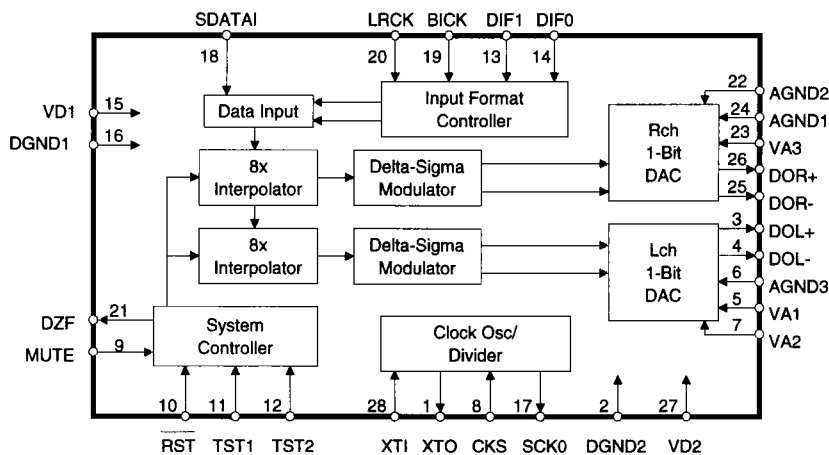 SDATAI LRCK BICK DIF1 DIF0
18 20 19 13 14
22 AGND2
VD1 15
Data Input
Input Format
Controller
24 AGND1
DGND1 16
Rch
1-Bit
DAC
23 VA3
26 DOR+
8x
Interpolator
Delta-Sigma
Modulator
25 DOR-
3 DOL+
8x
Interpolator
Delta-Sigma
Modulator
Lch
1-Bit
DAC
4 DOL-
6 AGND3
DZF 21
System
Controller
Clock Osc/
Divider
5 VA1
MUTE 9
7 VA2
10 11 12 28 1 8 17 2 27
RST TST1 TST2 XTI XTO CKS SCK0 DGND2 VD2